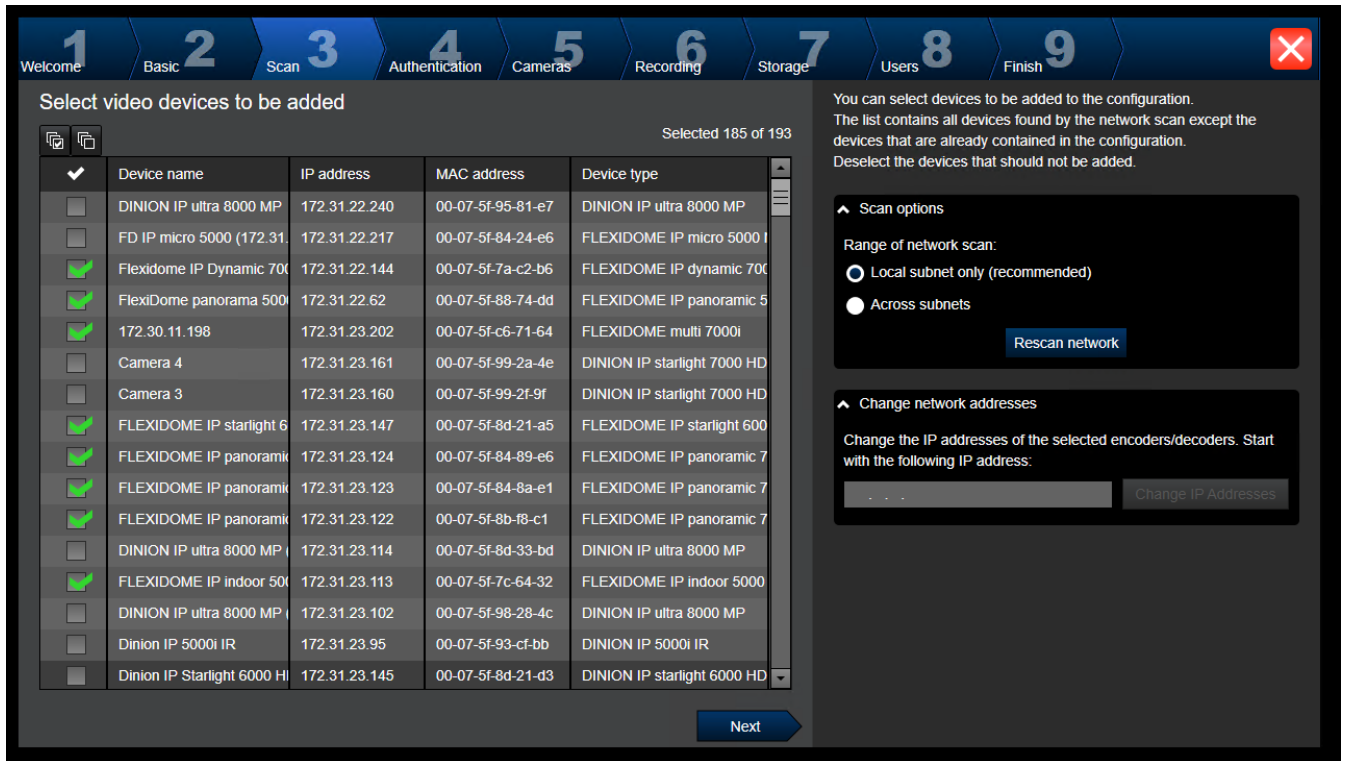 1 Welcome
2 Basic
3 Scan
4 Authentication
5 Cameras
6 Recording
7 Storage
8 Users
9 Finish
Select video devices to be added
Selected 185 of 193
Device name IP address MAC address Device type
DINION IP ultra 8000 MP 172.31.22.240 00-07-5f-95-81-e7 DINION IP ultra 8000 MP
FD IP micro 5000 (172.31. 172.31.22.217 00-07-5f-84-24-e6 FLEXIDOME IP micro 5000
Flexidome IP Dynamic 700 172.31.22.144 00-07-5f-7a-c2-b6 FLEXIDOME IP dynamic 700
FlexiDome panorama 500 172.31.22.62 00-07-5f-88-74-dd FLEXIDOME IP panoramic 5
172.30.11.198 172.31.23.202 00-07-5f-c6-71-64 FLEXIDOME multi 7000i
Camera 4 172.31.23.161 00-07-5f-99-2a-4e DINION IP starlight 7000 HD
Camera 3 172.31.23.160 00-07-5f-99-2f-9f DINION IP starlight 7000 HD
FLEXIDOME IP starlight 6 172.31.23.147 00-07-5f-8d-21-a5 FLEXIDOME IP starlight 600
FLEXIDOME IP panoramic 172.31.23.124 00-07-5f-84-89-e6 FLEXIDOME IP panoramic 7
FLEXIDOME IP panoramic 172.31.23.123 00-07-5f-84-8a-e1 FLEXIDOME IP panoramic 7
FLEXIDOME IP panoramic 172.31.23.122 00-07-5f-8b-f8-c1 FLEXIDOME IP panoramic 7
DINION IP ultra 8000 MP ( 172.31.23.114 00-07-5f-8d-33-bd DINION IP ultra 8000 MP
FLEXIDOME IP indoor 500 172.31.23.113 00-07-5f-7c-64-32 FLEXIDOME IP indoor 5000
DINION IP ultra 8000 MP ( 172.31.23.102 00-07-5f-98-28-4c DINION IP ultra 8000 MP
Dinion IP 5000i IR 172.31.23.95 00-07-5f-93-cf-bb DINION IP 5000i IR
Dinion IP Starlight 6000 H 172.31.23.145 00-07-5f-8d-21-d3 DINION IP starlight 6000 HD
Next
You can select devices to be added to the configuration.
The list contains all devices found by the network scan except the
devices that are already contained in the configuration.
Deselect the devices that should not be added.
Scan options
Range of network scan:
Local subnet only (recommended)
Across subnets
Rescan network
Change network addresses
Change the IP addresses of the selected encoders/decoders. Start
with the following IP address:
. . .
Change IP Addresses